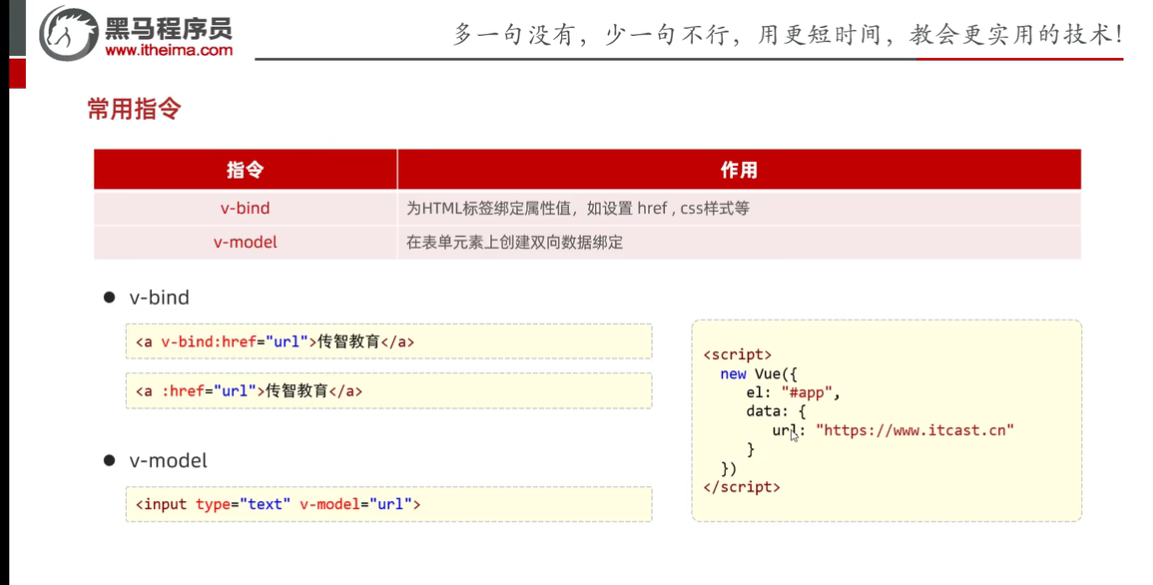 黑马程序员
www.itheima.com
多一句没有，少一句不行，用更短时间，教会更实用的技术！
常用指令
指令 作用
v-bind 为HTML标签绑定属性值，如设置 href , css样式等
v-model 在表单元素上创建双向数据绑定
● v-bind
<a v-bind:href="url">传智教育</a>
<a :href="url">传智教育</a>
● v-model
<input type="text" v-model="url">
<script>
new Vue({
el: "#app",
data: {
url: "https://www.itcast.cn"
}
})
</script>